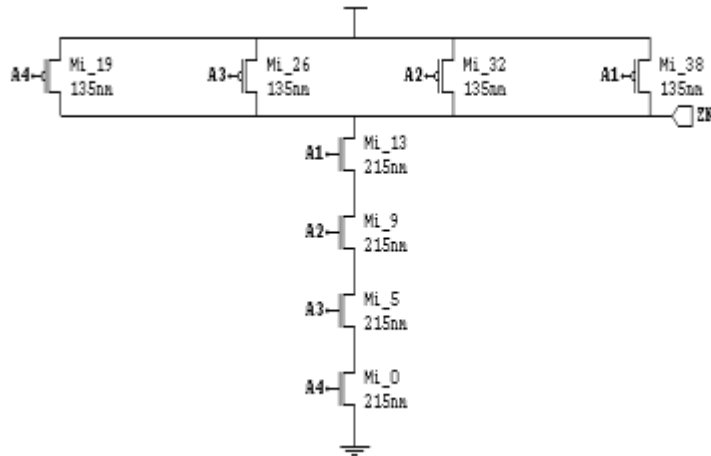 A4 Mi_19 135nm
A3 Mi_26 135nm
A2 Mi_32 135nm
A1 Mi_38 135nm
ZN
A1 Mi_13 215nm
A2 Mi_9 215nm
A3 Mi_5 215nm
A4 Mi_0 215nm